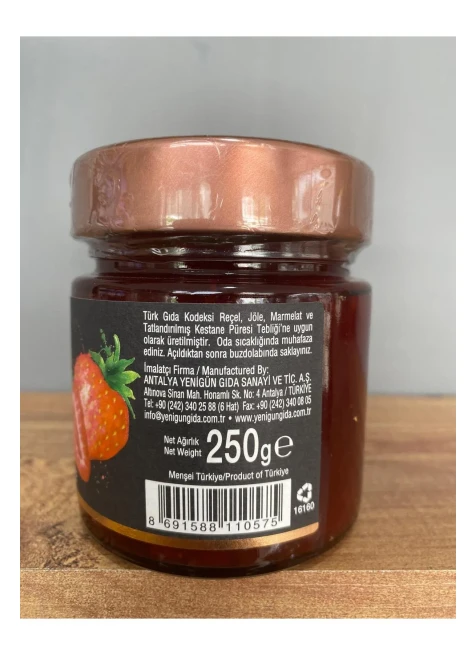 Türk Gıda Kodeksi Reçel, Jöle, Marmelat ve
Tatlandırılmış Kestane Püresi Tebliği'ne uygun
olarak üretilmiştir. Oda sıcaklığında muhafaza
ediniz. Açıldıktan sonra buzdolabında saklayınız.
İmalatçı Firma / Manufactured By:
ANTALYA YENİGÜN GIDA SANAYİ VE TİC. A.Ş.
Altınova Sinan Mah. Honamlı Sk. No: 4 Antalya / TÜRKİYE
Tel: +90 (242) 340 25 88 (6 Hat) Fax: +90 (242) 340 08 05
info@yenigungida.com.tr • www.yenigungida.com.tr
Net Ağırlık
Net Weight 250g℮
Menşei Türkiye/Product of Türkiye
8 691588 110575
16160